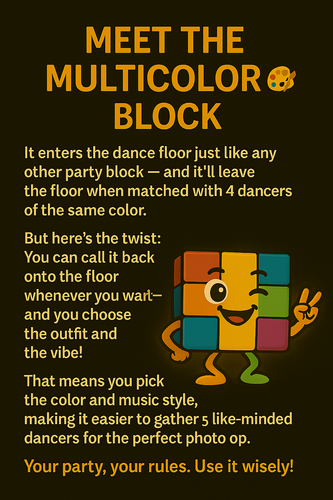 MEET THE
MULTICOLOR
BLOCK
It enters the dance floor just like any
other party block — and it'll leave
the floor when matched with 4 dancers
of the same color.
But here's the twist:
You can call it back
onto the floor
whenever you want—
and you choose
the outfit and
the vibe!
That means you pick
the color and music style,
making it easier to gather 5 like-minded
dancers for the perfect photo op.
Your party, your rules. Use it wisely!